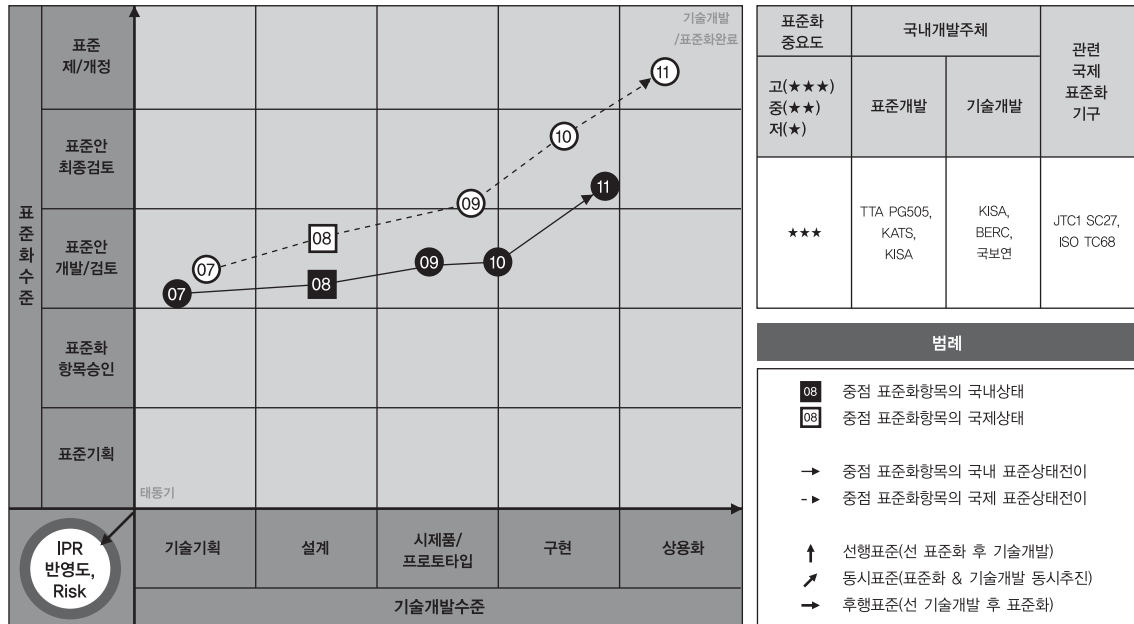 기술개발
/표준화완료
표준
제/개정
표준안
최종검토
표준안
개발/검토
표준화
항목승인
표준기획
표준화수준
11
10
11
09
08
07
09
10
08
07
태동기
IPR
반영도,
Risk
기술기획
설계
시제품/
프로토타입
구현
상용화
기술개발수준
표준화
중요도
국내개발주체
관련
국제
표준화
기구
고(★★★)
중(★★)
저(★)
표준개발
기술개발
★★★
TTA PG505,
KATS,
KISA
KISA,
BERC,
국보연
JTC1 SC27,
ISO TC68
범례
08 중점 표준화항목의 국내상태
08 중점 표준화항목의 국제상태
→ 중점 표준화항목의 국내 표준상태전이
-▸ 중점 표준화항목의 국제 표준상태전이
↑ 선행표준(선 표준화 후 기술개발)
↗ 동시표준(표준화 & 기술개발 동시추진)
→ 후행표준(선 기술개발 후 표준화)